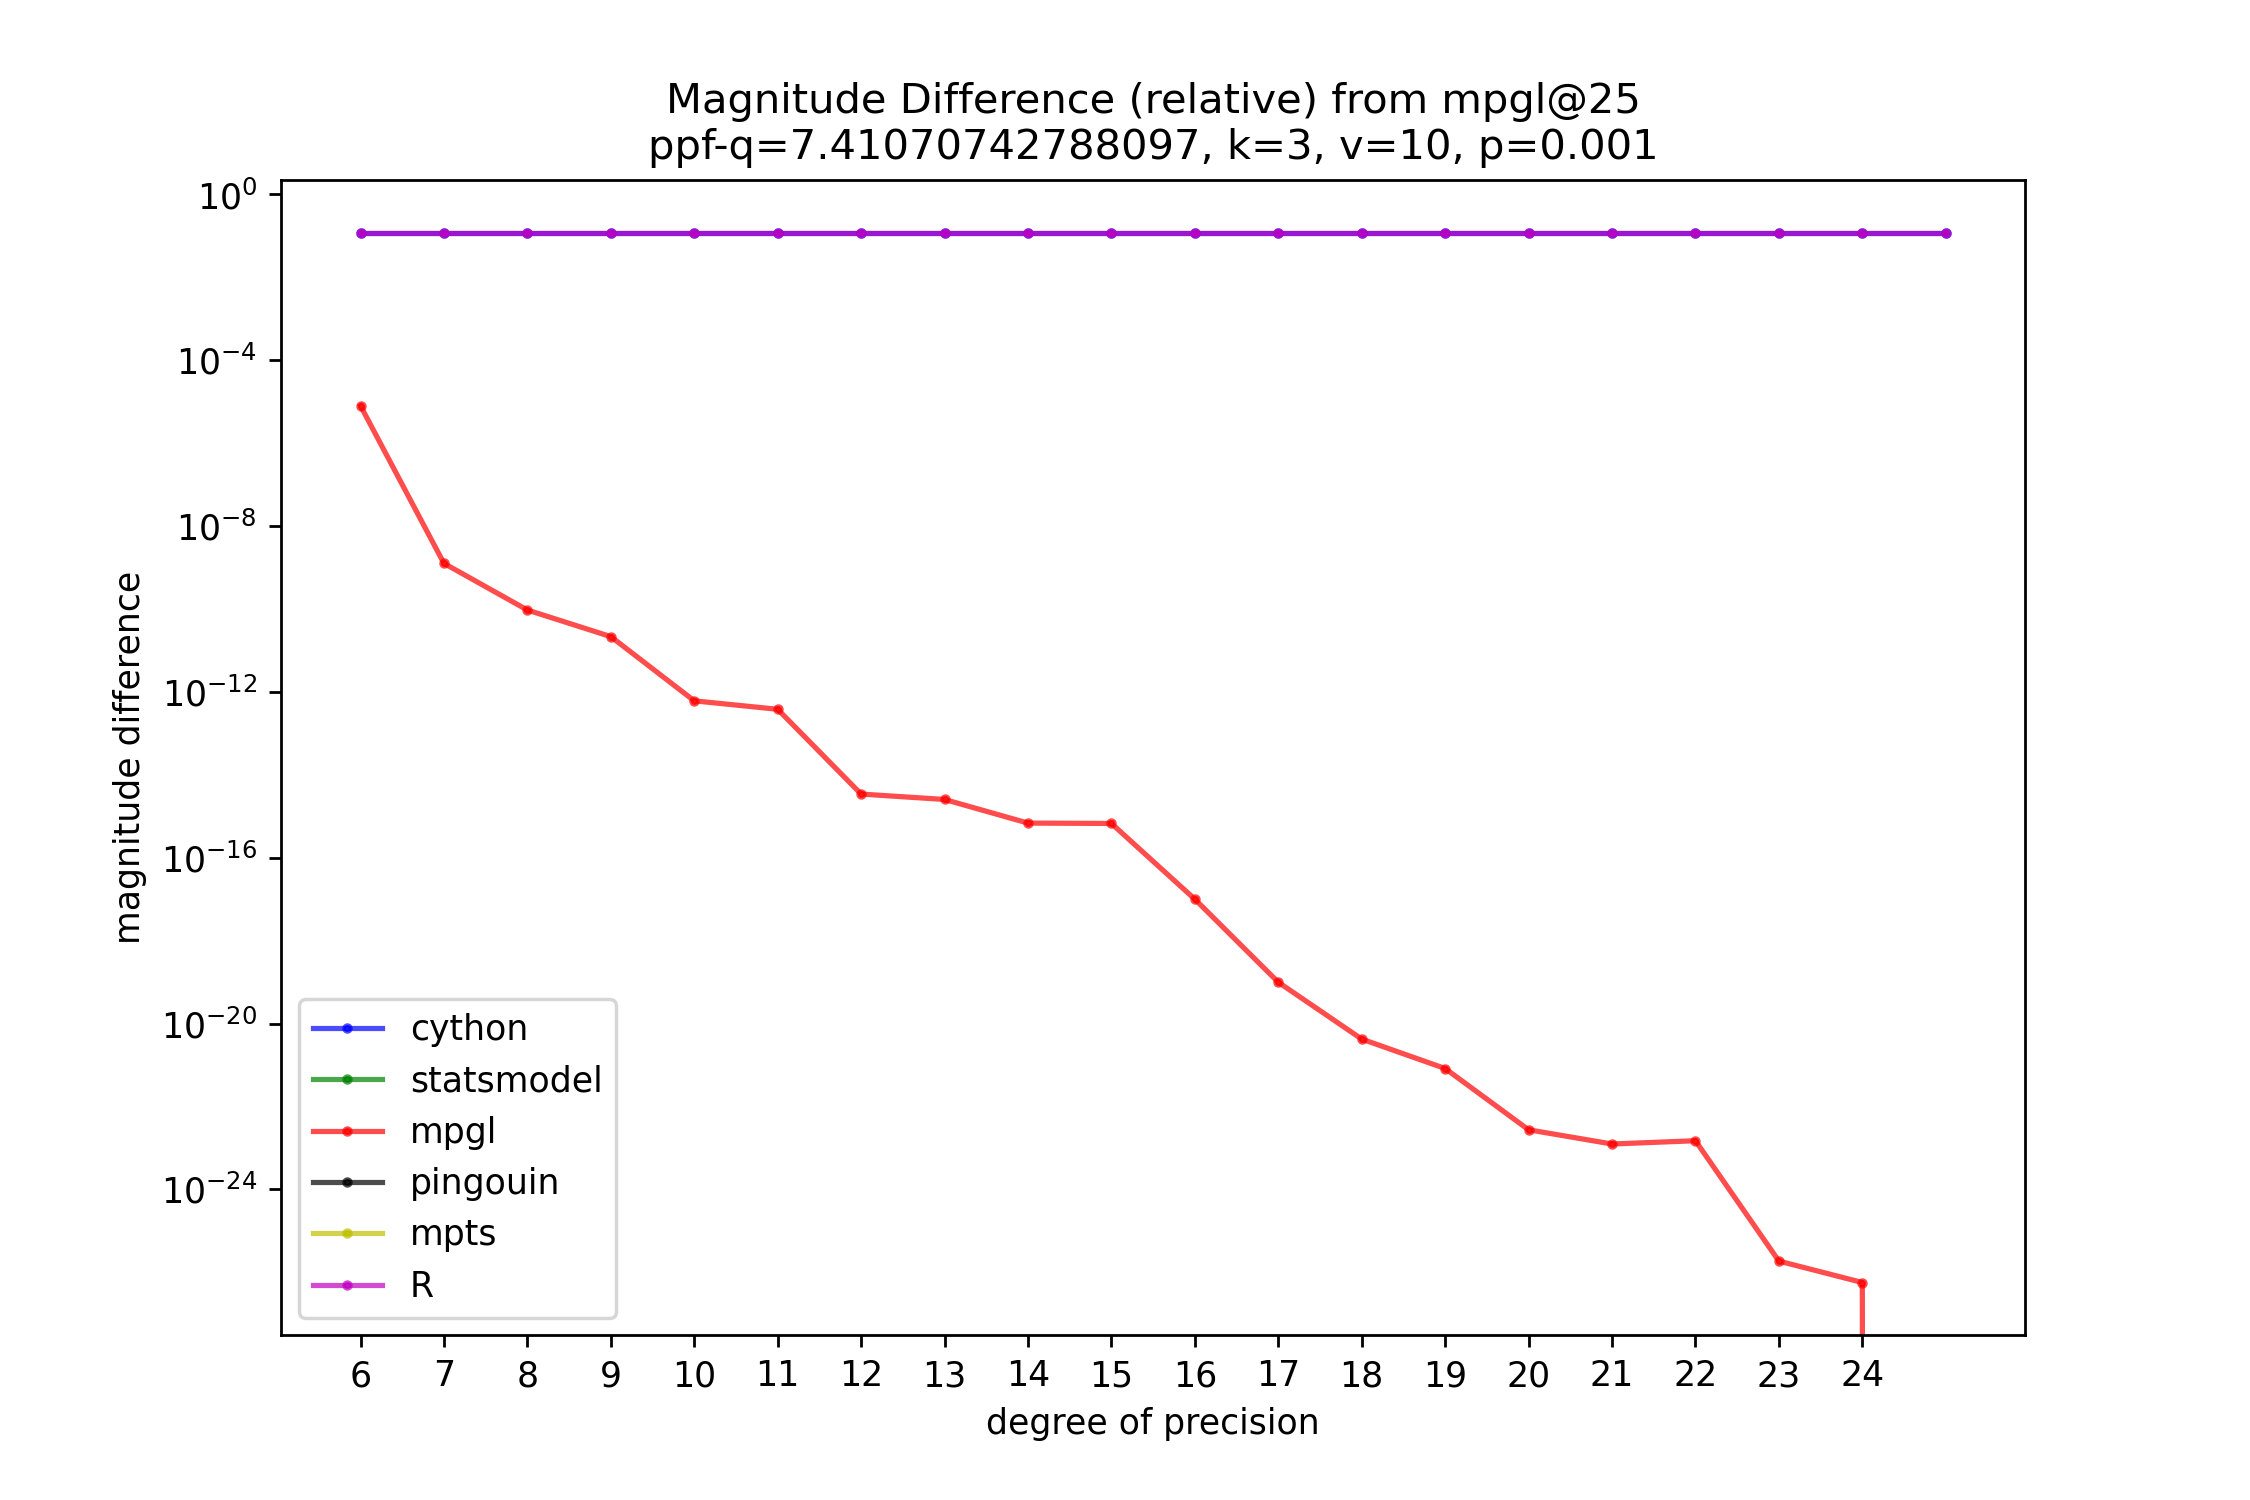 Magnitude Difference (relative) from mpgl@25
ppf-q=7.41070742788097, k=3, v=10, p=0.001
10⁰
10⁻⁴
10⁻⁸
10⁻¹²
10⁻¹⁶
10⁻²⁰
10⁻²⁴
magnitude difference
cython
statsmodel
mpgl
pingouin
mpts
R
6 7 8 9 10 11 12 13 14 15 16 17 18 19 20 21 22 23 24
degree of precision